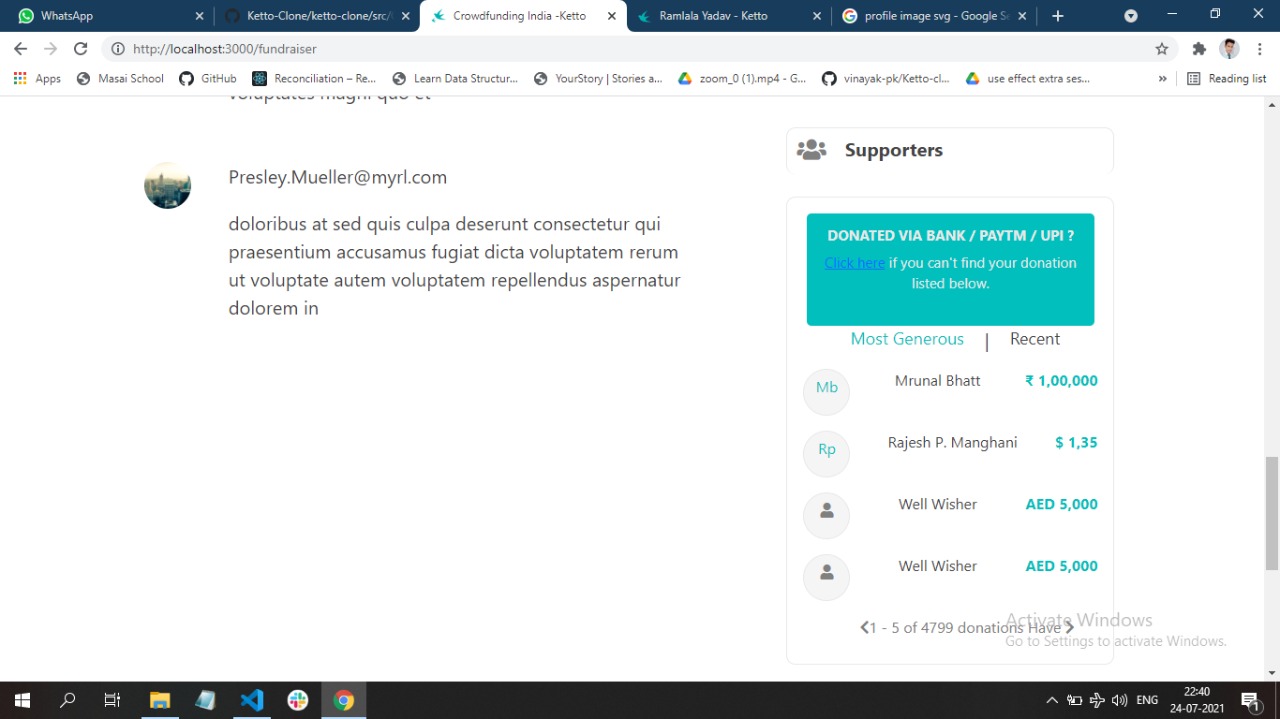 WhatsApp
Ketto-Clone/ketto-clone/src/
Crowdfunding India -Ketto
Ramlala Yadav - Ketto
profile image svg - Google Se
http://localhost:3000/fundraiser
Apps
Masai School
GitHub
Reconciliation – Re...
Learn Data Structur...
YourStory | Stories a...
zoom_0 (1).mp4 - G...
vinayak-pk/Ketto-cl...
use effect extra ses...
»
Reading list
voluptates magni quo et
Presley.Mueller@myrl.com
doloribus at sed quis culpa deserunt consectetur qui
praesentium accusamus fugiat dicta voluptatem rerum
ut voluptate autem voluptatem repellendus aspernatur
dolorem in
Supporters
DONATED VIA BANK / PAYTM / UPI ?
Click here if you can't find your donation
listed below.
Most Generous | Recent
Mb Mrunal Bhatt ₹ 1,00,000
Rp Rajesh P. Manghani $ 1,35
Well Wisher AED 5,000
Well Wisher AED 5,000
1 - 5 of 4799 donations Have
Activate Windows
Go to Settings to activate Windows.
ENG
22:40
24-07-2021
1